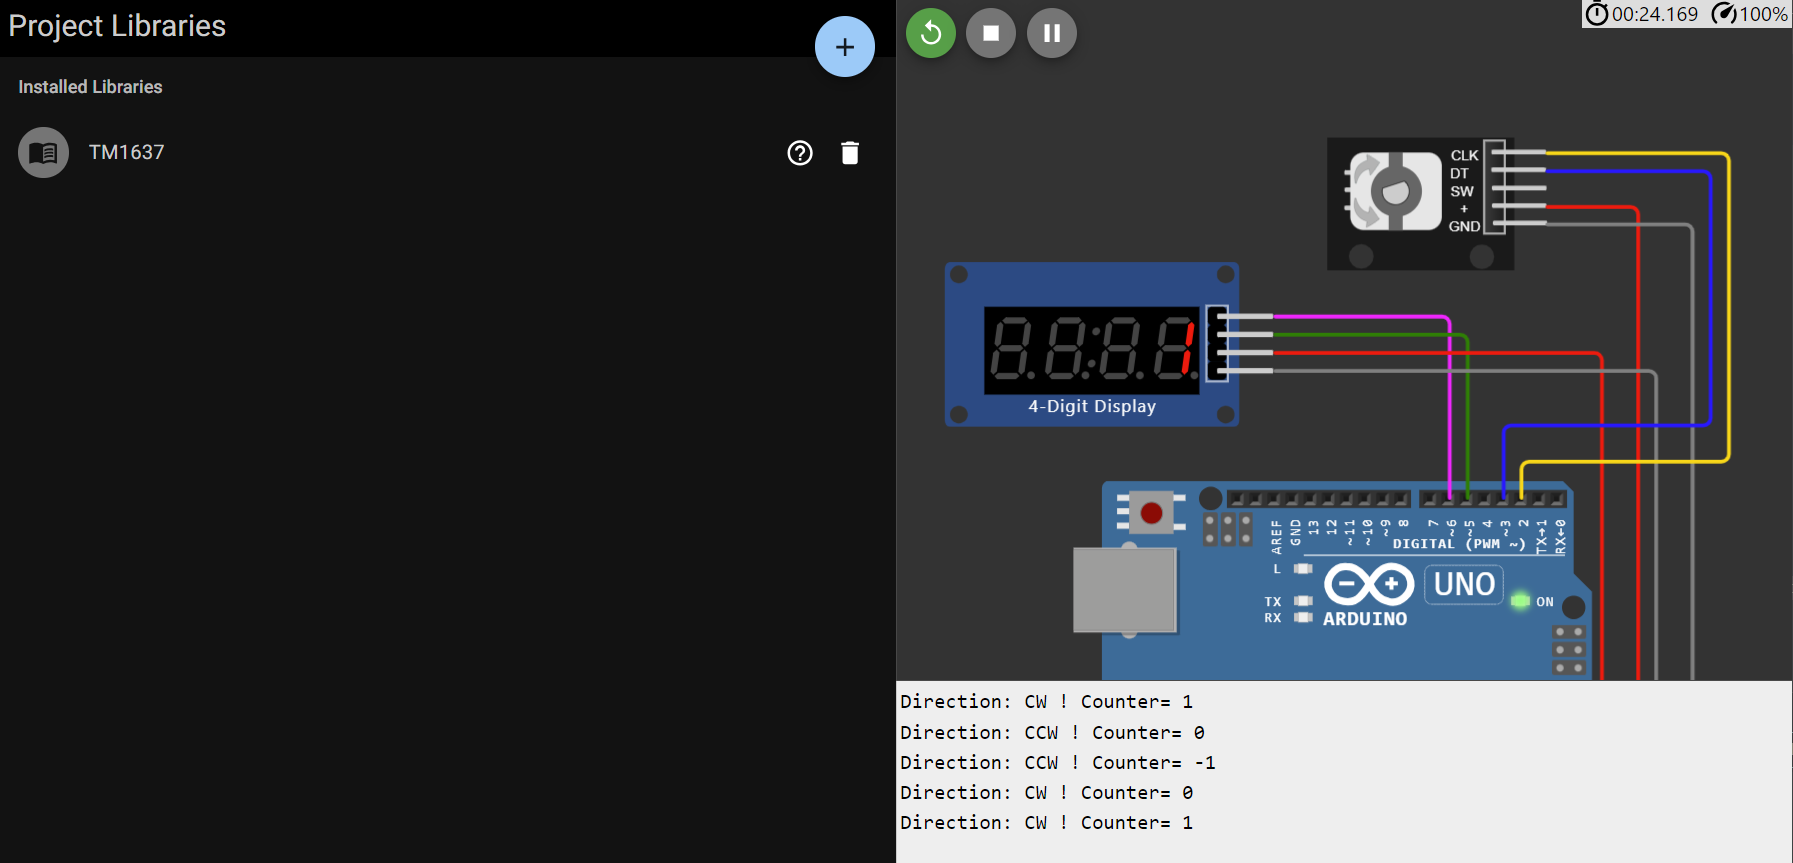 Project Libraries
+
Installed Libraries
TM1637
00:24.169 100%
CLK
DT
SW
+
GND
4-Digit Display
AREF
GND
13
12
~11
~10
~9
8
7
~6
~5
4
~3
2
TX→1
RX←0
DIGITAL (PWM ~)
L
TX
RX
UNO
ON
ARDUINO
Direction: CW ! Counter= 1
Direction: CCW ! Counter= 0
Direction: CCW ! Counter= -1
Direction: CW ! Counter= 0
Direction: CW ! Counter= 1